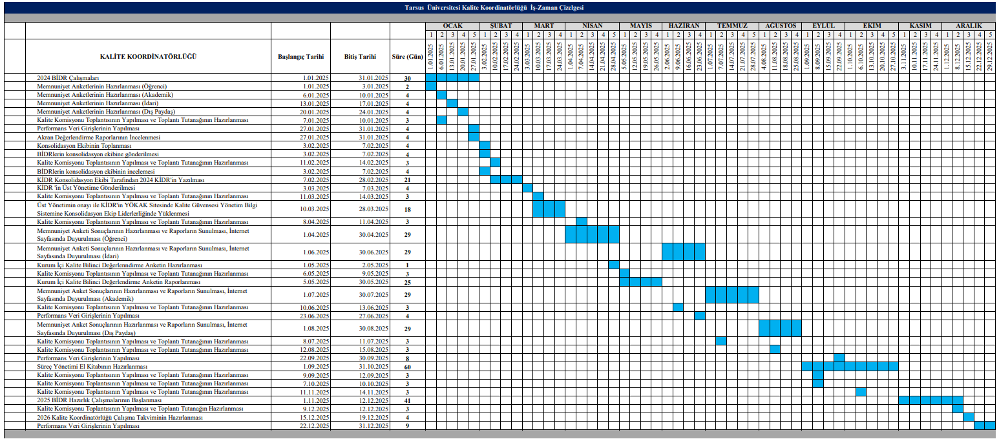 Tarsus Üniversitesi Kalite Koordinatörlüğü İş-Zaman Çizelgesi
OCAK ŞUBAT MART NİSAN MAYIS HAZİRAN TEMMUZ AĞUSTOS EYLÜL EKİM KASIM ARALIK
1 2 3 4 5 1 2 3 4 1 2 3 4 1 2 3 4 5 1 2 3 4 1 2 3 4 1 2 3 4 5 1 2 3 4 1 2 3 4 1 2 3 4 5 1 2 3 4 1 2 3 4 5
KALİTE KOORDİNATÖRLÜĞÜ Başlangıç Tarihi Bitiş Tarihi Süre (Gün) 1.01.2025 6.01.2025 13.01.2025 20.01.2025 27.01.2025 3.02.2025 10.02.2025 17.02.2025 24.02.2025 3.03.2025 10.03.2025 17.03.2025 24.03.2025 1.04.2025 7.04.2025 14.04.2025 21.04.2025 28.04.2025 5.05.2025 12.05.2025 19.05.2025 26.05.2025 2.06.2025 9.06.2025 16.06.2025 23.06.2025 1.07.2025 7.07.2025 14.07.2025 21.07.2025 28.07.2025 4.08.2025 11.08.2025 18.08.2025 25.08.2025 1.09.2025 8.09.2025 15.09.2025 22.09.2025 1.10.2025 6.10.2025 13.10.2025 20.10.2025 27.10.2025 3.11.2025 10.11.2025 17.11.2025 24.11.2025 1.12.2025 8.12.2025 15.12.2025 22.12.2025 29.12.2025
2024 BİDR Çalışmaları 1.01.2025 31.01.2025 30
Memnuniyet Anketlerinin Hazırlanması (Öğrenci) 1.01.2025 3.01.2025 2
Memnuniyet Anketlerinin Hazırlanması (Akademik) 6.01.2025 10.01.2025 4
Memnuniyet Anketlerinin Hazırlanması (İdari) 13.01.2025 17.01.2025 4
Memnuniyet Anketlerinin Hazırlanması (Dış Paydaş) 20.01.2025 24.01.2025 4
Kalite Komisyonu Toplantısının Yapılması ve Toplantı Tutanağının Hazırlanması 7.01.2025 10.01.2025 3
Performans Veri Girişlerinin Yapılması 27.01.2025 31.01.2025 4
Akran Değerlendirme Raporlarının İncelenmesi 27.01.2025 31.01.2025 4
Konsolidasyon Ekibinin Toplanması 3.02.2025 7.02.2025 4
BİDRlerin konsolidasyon ekibine gönderilmesi 3.02.2025 7.02.2025 4
Kalite Komisyonu Toplantısının Yapılması ve Toplantı Tutanağının Hazırlanması 11.02.2025 14.02.2025 3
BİDRlerin konsolidasyon ekibinin incelemesi 3.02.2025 7.02.2025 4
KİDR Konsolidasyon Ekibi Tarafından 2024 KİDR'in Yazılması 7.02.2025 28.02.2025 21
KİDR 'in Üst Yönetime Gönderilmesi 3.03.2025 7.03.2025 4
Kalite Komisyonu Toplantısının Yapılması ve Toplantı Tutanağının Hazırlanması 11.03.2025 14.03.2025 3
Üst Yönetimin onayı ile KİDR'in YÖKAK Sitesinde Kalite Güvensesi Yönetim Bilgi
Sistemine Konsolidasyon Ekip Liderlerliğinde Yüklenmesi 10.03.2025 28.03.2025 18
Kalite Komisyonu Toplantısının Yapılması ve Toplantı Tutanağının Hazırlanması 8.04.2025 11.04.2025 3
Memnuniyet Anketi Sonuçlarının Hazırlanması ve Raporların Sunulması, İnternet
Sayfasında Duyurulması (Öğrenci) 1.04.2025 30.04.2025 29
Memnuniyet Anketi Sonuçlarının Hazırlanması ve Raporların Sunulması, İnternet
Sayfasında Duyurulması (İdari) 1.06.2025 30.06.2025 29
Kurum İçi Kalite Bilinci Değerlenndirme Anketin Hazırlanması 1.05.2025 2.05.2025 1
Kalite Komisyonu Toplantısının Yapılması ve Toplantı Tutanağının Hazırlanması 6.05.2025 9.05.2025 3
Kurum İçi Kalite Bilinci Değerlendirme Anketin Raporlanması 5.05.2025 30.05.2025 25
Memnuniyet Anket Sonuçlarının Hazırlanması ve Raporların Sunulması, İnternet
Sayfasında Duyurulması (Akademik) 1.07.2025 30.07.2025 29
Kalite Komisyonu Toplantısının Yapılması ve Toplantı Tutanağının Hazırlanması 10.06.2025 13.06.2025 3
Performans Veri Girişlerinin Yapılması 23.06.2025 27.06.2025 4
Memnuniyet Anket Sonuçlarının Hazırlanması ve Raporların Sunulması, İnternet
Sayfasında Duyurulması (Dış Paydaş) 1.08.2025 30.08.2025 29
Kalite Komisyonu Toplantısının Yapılması ve Toplantı Tutanağının Hazırlanması 8.07.2025 11.07.2025 3
Kalite Komisyonu Toplantısının Yapılması ve Toplantı Tutanağının Hazırlanması 12.08.2025 15.08.2025 3
Performans Veri Girişlerinin Yapılması 22.09.2025 30.09.2025 8
Süreç Yönetimi El Kitabının Hazırlanması 1.09.2025 31.10.2025 60
Kalite Komisyonu Toplantısının Yapılması ve Toplantı Tutanağının Hazırlanması 9.09.2025 12.09.2025 3
Kalite Komisyonu Toplantısının Yapılması ve Toplantı Tutanağının Hazırlanması 7.10.2025 10.10.2025 3
Kalite Komisyonu Toplantısının Yapılması ve Toplantı Tutanağının Hazırlanması 11.11.2025 14.11.2025 3
2025 BİDR Hazırlık Çalışmalarının Başlanması 1.11.2025 12.12.2025 41
Kalite Komisyonu Toplantısının Yapılması ve Toplantı Tutanağın Hazırlanması 9.12.2025 12.12.2025 3
2026 Kalite Koordinatörlüğü Çalışma Takviminin Hazırlanması 15.12.2025 19.12.2025 4
Performans Veri Girişlerinin Yapılması 22.12.2025 31.12.2025 9